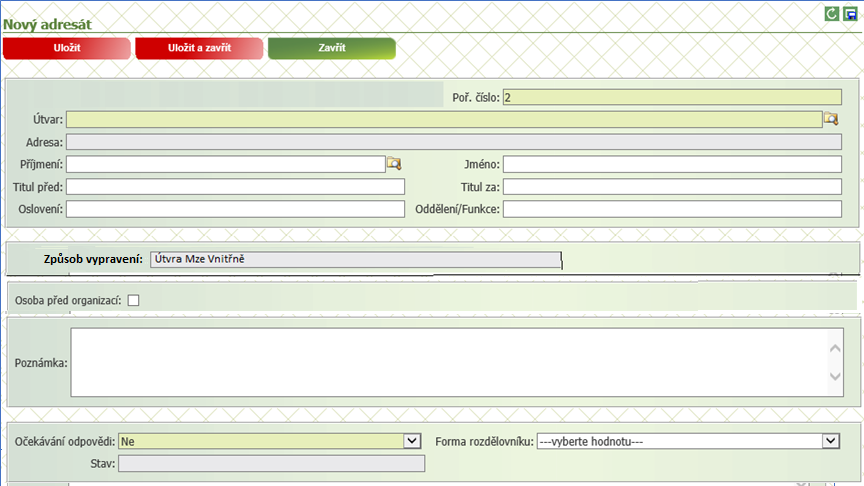 Nový adresát
Uložit Uložit a zavřít Zavřít
Poř. číslo: 2
Útvar:
Adresa:
Příjmení: Jméno:
Titul před: Titul za:
Oslovení: Oddělení/Funkce:
Způsob vypravení: Útvra Mze Vnitřně
Osoba před organizací:
Poznámka:
Očekávání odpovědi: Ne Forma rozdělovníku: ---vyberte hodnotu---
Stav: